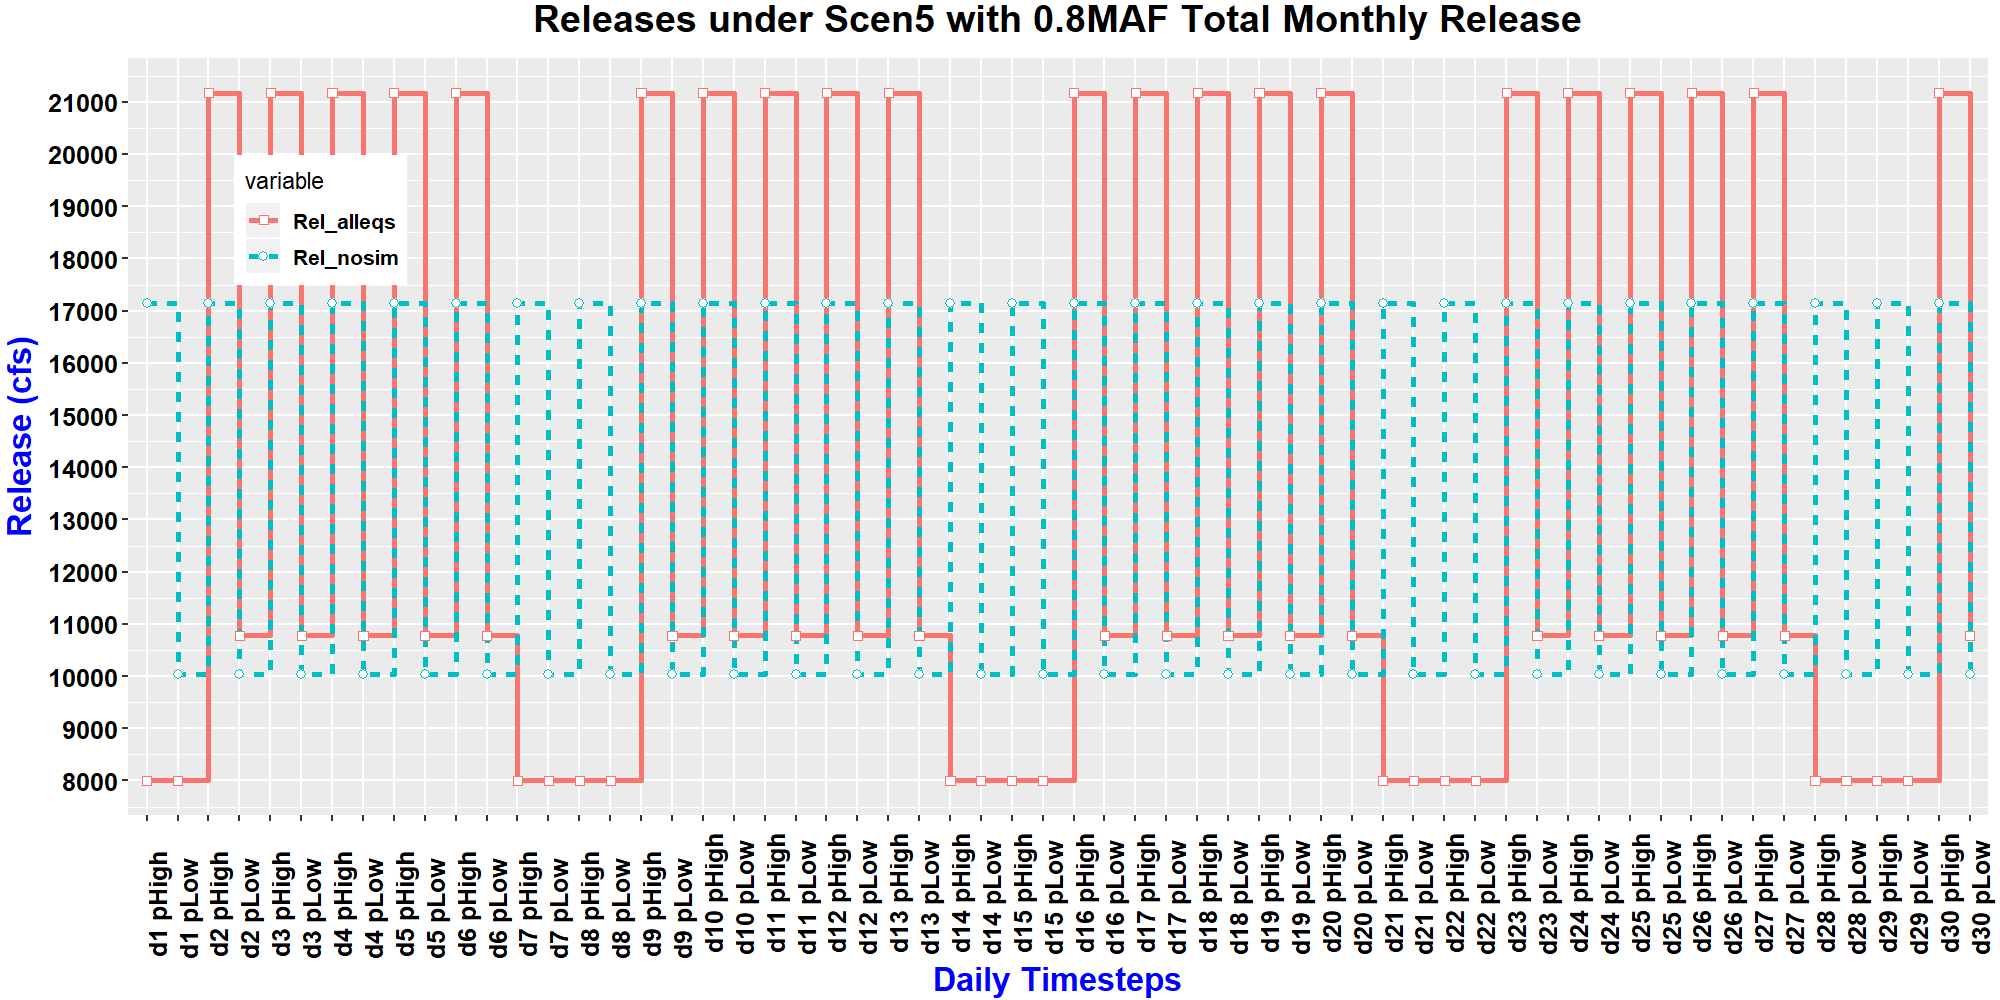 Releases under Scen5 with 0.8MAF Total Monthly Release
Release (cfs)
21000
20000
19000
18000
17000
16000
15000
14000
13000
12000
11000
10000
9000
8000
variable
Rel_alleqs
Rel_nosim
d1 pHigh
d1 pLow
d2 pHigh
d2 pLow
d3 pHigh
d3 pLow
d4 pHigh
d4 pLow
d5 pHigh
d5 pLow
d6 pHigh
d6 pLow
d7 pHigh
d7 pLow
d8 pHigh
d8 pLow
d9 pHigh
d9 pLow
d10 pHigh
d10 pLow
d11 pHigh
d11 pLow
d12 pHigh
d12 pLow
d13 pHigh
d13 pLow
d14 pHigh
d14 pLow
d15 pHigh
d15 pLow
d16 pHigh
d16 pLow
d17 pHigh
d17 pLow
d18 pHigh
d18 pLow
d19 pHigh
d19 pLow
d20 pHigh
d20 pLow
d21 pHigh
d21 pLow
d22 pHigh
d22 pLow
d23 pHigh
d23 pLow
d24 pHigh
d24 pLow
d25 pHigh
d25 pLow
d26 pHigh
d26 pLow
d27 pHigh
d27 pLow
d28 pHigh
d28 pLow
d29 pHigh
d29 pLow
d30 pHigh
d30 pLow
Daily Timesteps